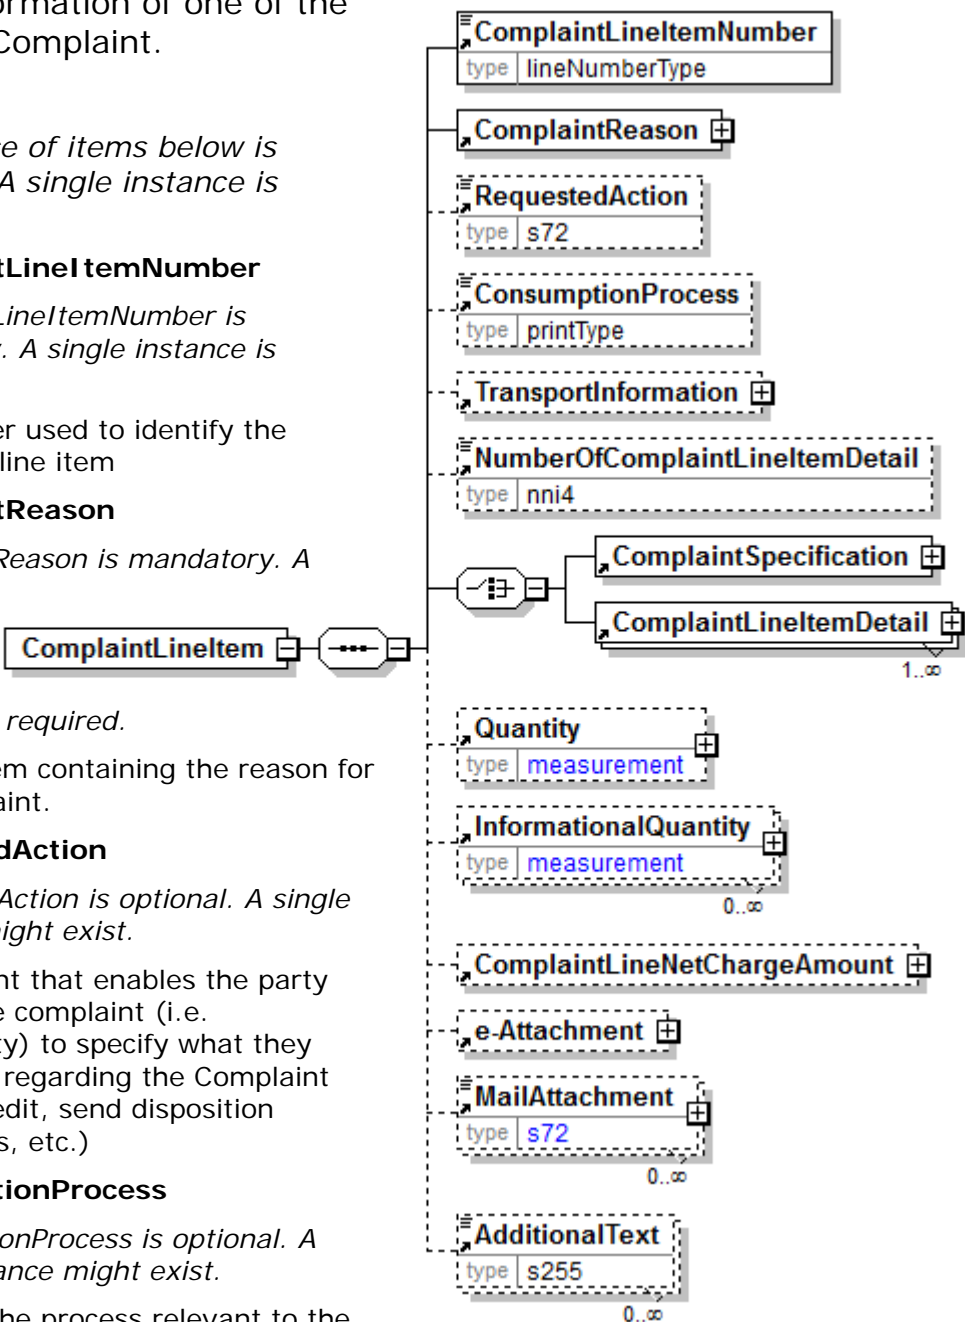 ormation of one of the
Complaint.
e of items below is
A single instance is
tLineItemNumber
LineItemNumber is
. A single instance is
er used to identify the
line item
tReason
Reason is mandatory. A
required.
em containing the reason for
aint.
dAction
Action is optional. A single
ight exist.
nt that enables the party
e complaint (i.e.
ty) to specify what they
regarding the Complaint
edit, send disposition
s, etc.)
tionProcess
onProcess is optional. A
ance might exist.
he process relevant to the
ComplaintLineItem
ComplaintLineItemNumber
type lineNumberType
ComplaintReason
RequestedAction
type s72
ConsumptionProcess
type printType
TransportInformation
NumberOfComplaintLineItemDetail
type nni4
ComplaintSpecification
ComplaintLineItemDetail
1..∞
Quantity
type measurement
InformationalQuantity
type measurement
0..∞
ComplaintLineNetChargeAmount
e-Attachment
MailAttachment
type s72
0..∞
AdditionalText
type s255
0..∞